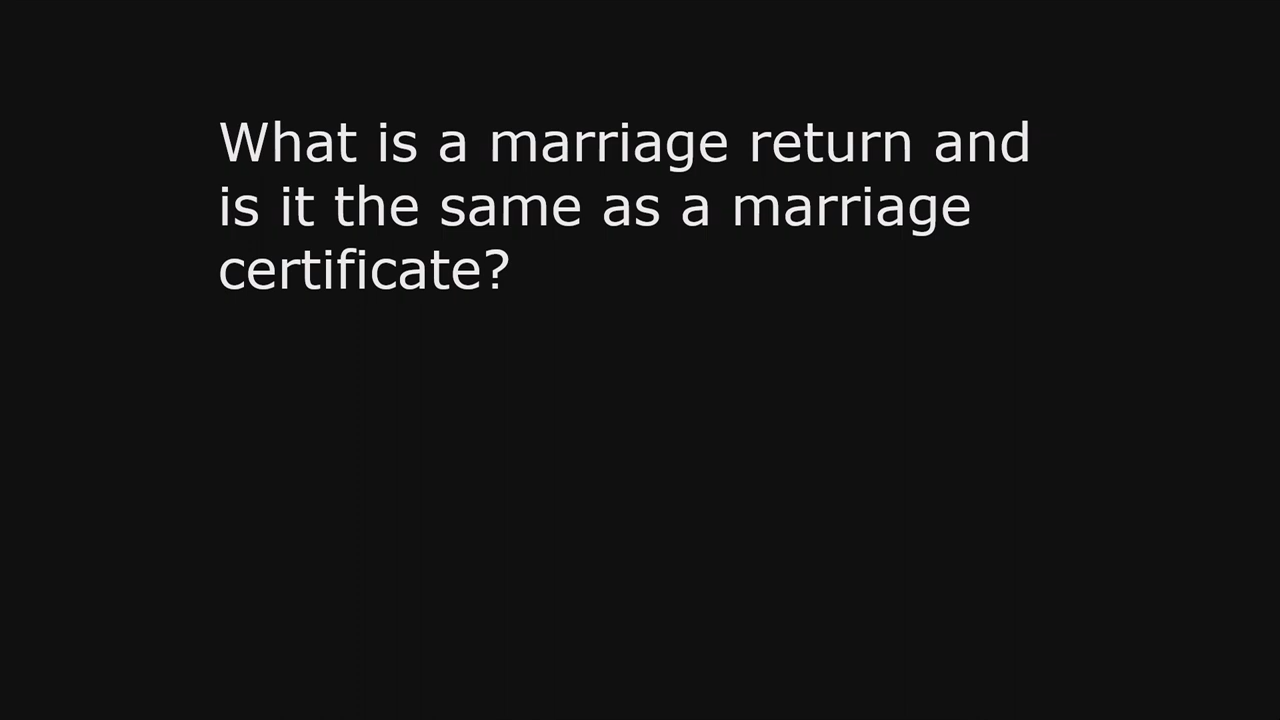 What is a marriage return and
is it the same as a marriage
certificate?